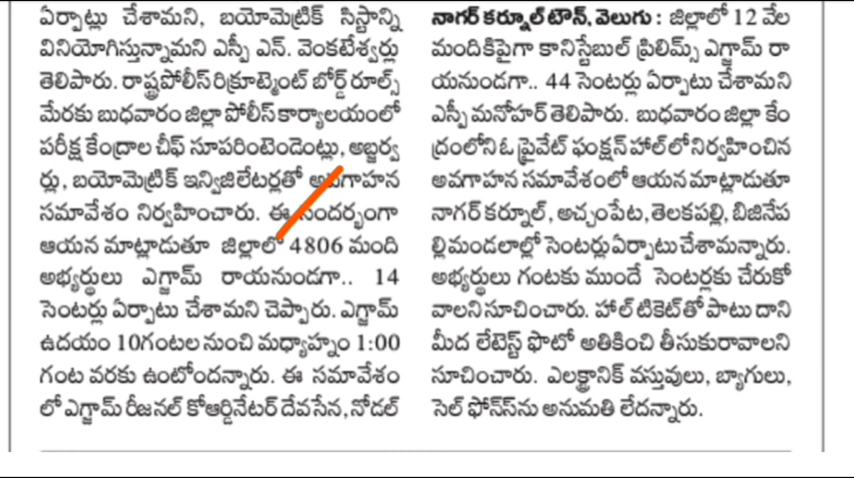 ఏర్పాట్లు చేశామని, బయోమెట్రిక్ సిస్టాన్ని
వినియోగిస్తున్నామని ఎస్పీ ఎన్. వెంకటేశ్వర్లు
తెలిపారు. రాష్ట్రపోలీస్‌రిక్రూట్మెంట్ బోర్డ్ రూల్స్
మేరకు బుధవారం జిల్లా పోలీస్ కార్యాలయంలో
పరీక్ష కేంద్రాల చీఫ్ సూపరింటెండెంట్లు, అబ్జర్వ
ర్లు, బయోమెట్రిక్ ఇన్విజిలేటర్లతో అవగాహన
సమావేశం నిర్వహించారు. ఈ సందర్భంగా
ఆయన మాట్లాడుతూ జిల్లాలో 4806 మంది
అభ్యర్థులు ఎగ్జామ్ రాయనుండగా.. 14
సెంటర్లు ఏర్పాటు చేశామని చెప్పారు. ఎగ్జామ్
ఉదయం 10గంటల నుంచి మధ్యాహ్నం 1:00
గంట వరకు ఉంటోందన్నారు. ఈ సమావేశం
లో ఎగ్జామ్ రీజనల్ కోఆర్డినేటర్ దేవసేన, నోడల్
నాగర్ కర్నూల్ టౌన్, వెలుగు : జిల్లాలో 12 వేల
మందికిపైగా కానిస్టేబుల్ ప్రిలిమ్స్ ఎగ్జామ్ రా
యనుండగా.. 44 సెంటర్లు ఏర్పాటు చేశామని
ఎస్పీ మనోహర్ తెలిపారు. బుధవారం జిల్లా కేం
ద్రంలోని ఓ ప్రైవేట్ ఫంక్షన్ హాల్‌లో నిర్వహించిన
అవగాహన సమావేశంలో ఆయన మాట్లాడుతూ
నాగర్ కర్నూల్, అచ్చంపేట, తెలకపల్లి, బిజినేప
ల్లి మండలాల్లో సెంటర్లు ఏర్పాటు చేశామన్నారు.
అభ్యర్థులు గంటకు ముందే సెంటర్లకు చేరుకో
వాలని సూచించారు. హాల్ టికెట్‌తో పాటు దాని
మీద లేటెస్ట్ ఫొటో అతికించి తీసుకురావాలని
సూచించారు. ఎలక్ట్రానిక్ వస్తువులు, బ్యాగులు,
సెల్ ఫోన్స్‌ను అనుమతి లేదన్నారు.